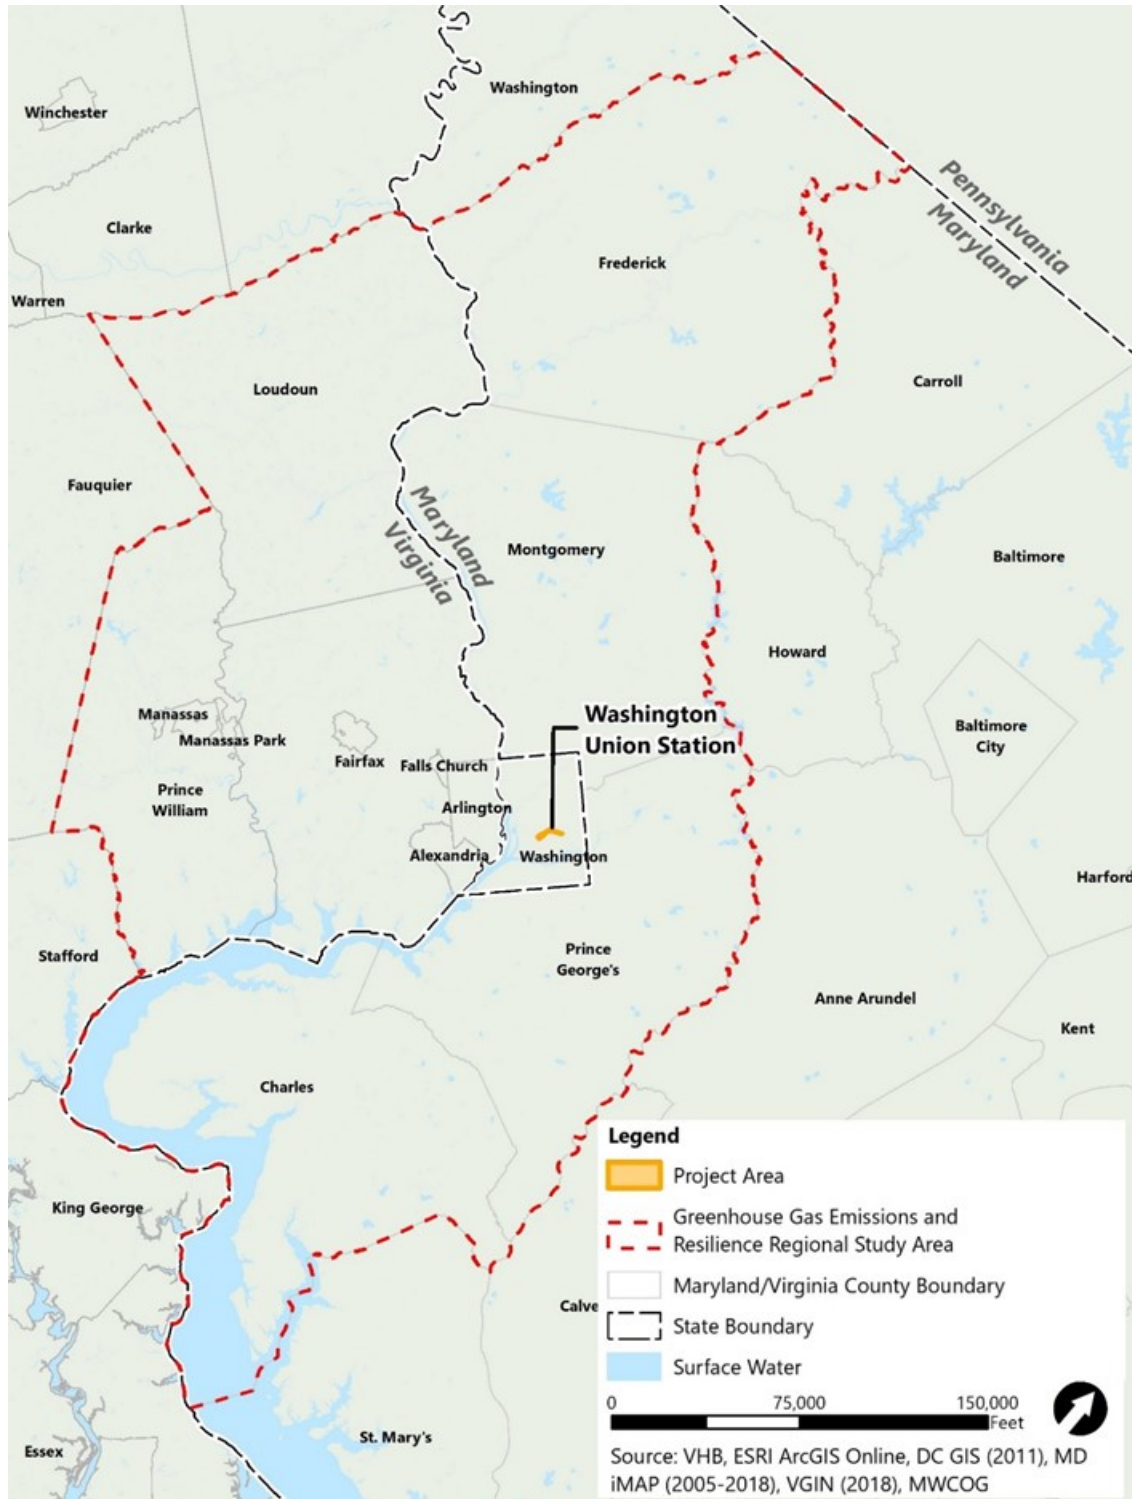 Washington
Winchester
Pennsylvania
Maryland
Clarke
Frederick
Warren
Loudoun
Carroll
Fauquier
Maryland
Virginia
Montgomery
Baltimore
Howard
Manassas
Manassas Park
Washington
Union Station
Baltimore
City
Fairfax
Falls Church
Prince
William
Arlington
Alexandria
Washington
Harford
Stafford
Prince
George's
Anne Arundel
Kent
Charles
King George
Calve
St. Mary's
Essex
Legend
Project Area
Greenhouse Gas Emissions and
Resilience Regional Study Area
Maryland/Virginia County Boundary
State Boundary
Surface Water
0 75,000 150,000
Feet
Source: VHB, ESRI ArcGIS Online, DC GIS (2011), MD
iMAP (2005-2018), VGIN (2018), MWCOG